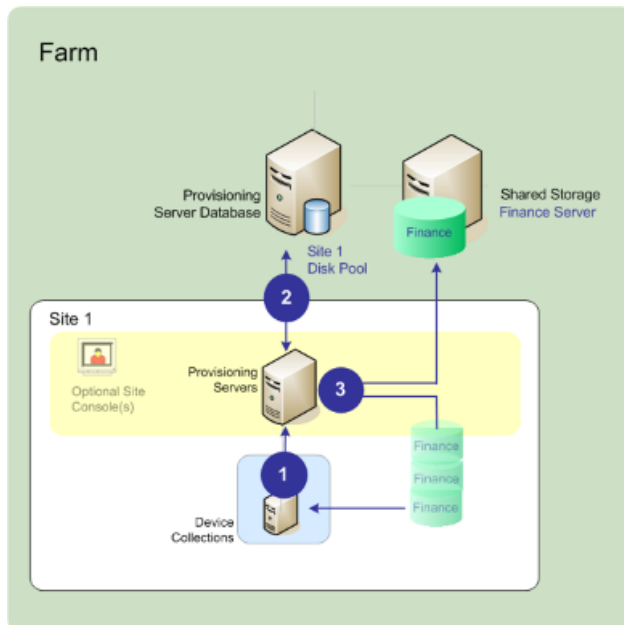 Farm
Provisioning
Server Database
Shared Storage
Finance Server
Finance
Site 1
Disk Pool
2
Site 1
Optional Site
Console(s)
Provisioning
Servers
3
Finance
Finance
Finance
1
Device
Collections